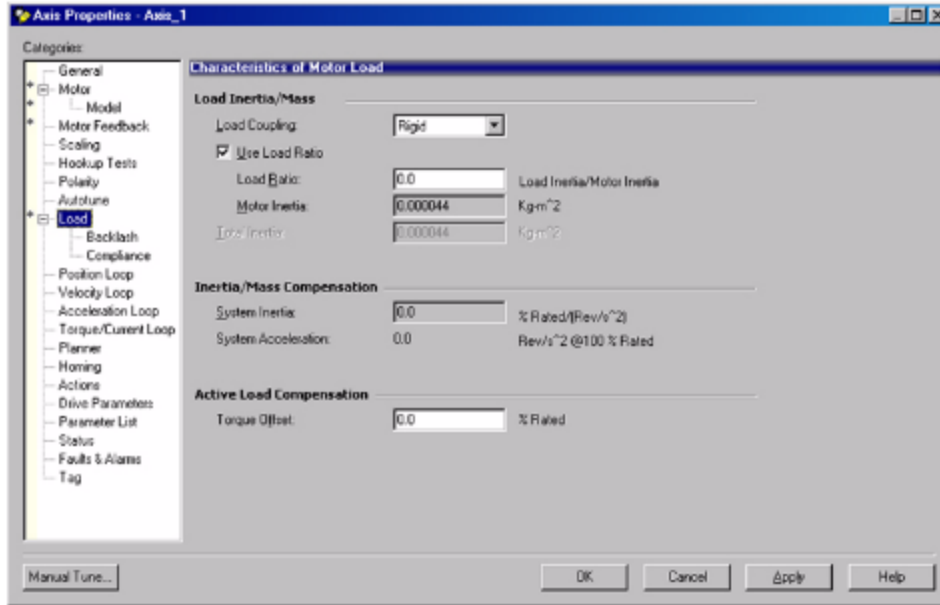 Axis Properties - Axis_1
Categories:
General
Motor
Model
Motor Feedback
Scaling
Hookup Tests
Polarity
Autotune
Load
Backlash
Compliance
Position Loop
Velocity Loop
Acceleration Loop
Torque/Current Loop
Planner
Homing
Actions
Drive Parameters
Parameter List
Status
Faults & Alarms
Tag
Characteristics of Motor Load
Load Inertia/Mass
Load Coupling: Rigid
Use Load Ratio
Load Ratio: 0.0 Load Inertia/Motor Inertia
Motor Inertia: 0.000044 Kg-m^2
Total Inertia: 0.000044 Kg-m^2
Inertia/Mass Compensation
System Inertia: 0.0 % Rated/(Rev/s^2)
System Acceleration: 0.0 Rev/s^2 @100 % Rated
Active Load Compensation
Torque Offset: 0.0 % Rated
Manual Tune... OK Cancel Apply Help